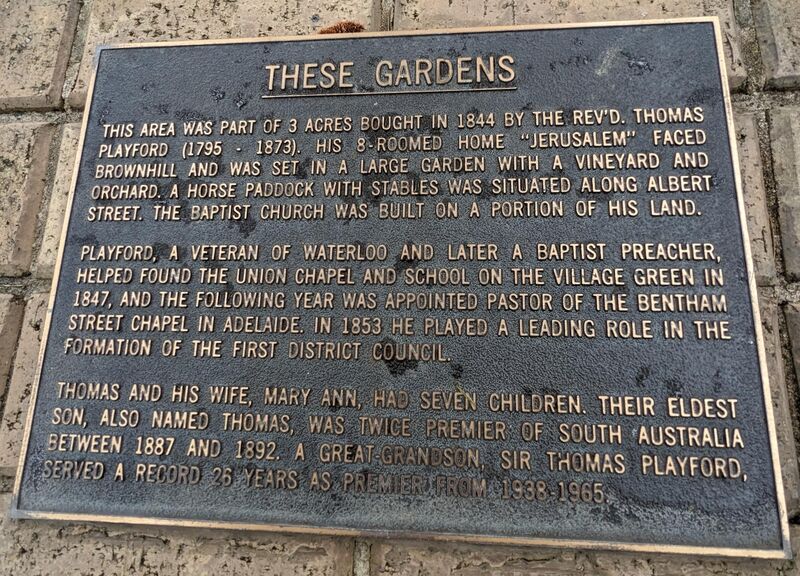 THESE GARDENS
THIS AREA WAS PART OF 3 ACRES BOUGHT IN 1844 BY THE REV'D. THOMAS
PLAYFORD (1795 - 1873). HIS 8-ROOMED HOME "JERUSALEM" FACED
BROWNHILL AND WAS SET IN A LARGE GARDEN WITH A VINEYARD AND
ORCHARD. A HORSE PADDOCK WITH STABLES WAS SITUATED ALONG ALBERT
STREET. THE BAPTIST CHURCH WAS BUILT ON A PORTION OF HIS LAND.
PLAYFORD, A VETERAN OF WATERLOO AND LATER A BAPTIST PREACHER,
HELPED FOUND THE UNION CHAPEL AND SCHOOL ON THE VILLAGE GREEN IN
1847, AND THE FOLLOWING YEAR WAS APPOINTED PASTOR OF THE BENTHAM
STREET CHAPEL IN ADELAIDE. IN 1853 HE PLAYED A LEADING ROLE IN THE
FORMATION OF THE FIRST DISTRICT COUNCIL.
THOMAS AND HIS WIFE, MARY ANN, HAD SEVEN CHILDREN. THEIR ELDEST
SON, ALSO NAMED THOMAS, WAS TWICE PREMIER OF SOUTH AUSTRALIA
BETWEEN 1887 AND 1892. A GREAT-GRANDSON, SIR THOMAS PLAYFORD,
SERVED A RECORD 26 YEARS AS PREMIER FROM 1938-1965.